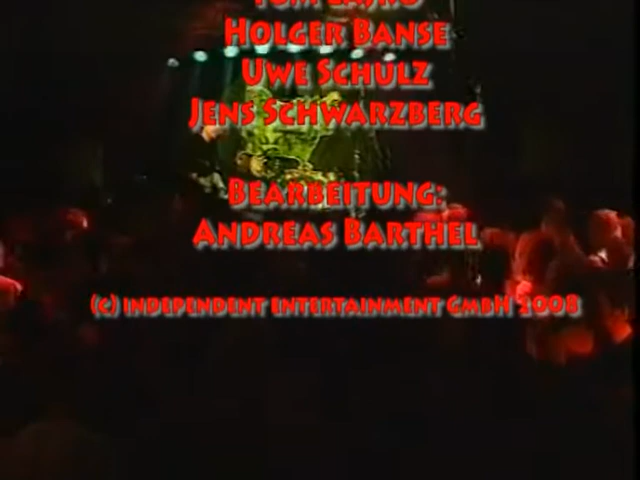 Holger Banse
Uwe Schulz
Jens Schwarzberg
Bearbeitung:
Andreas Barthel
(c) independent entertainment GmbH 2008